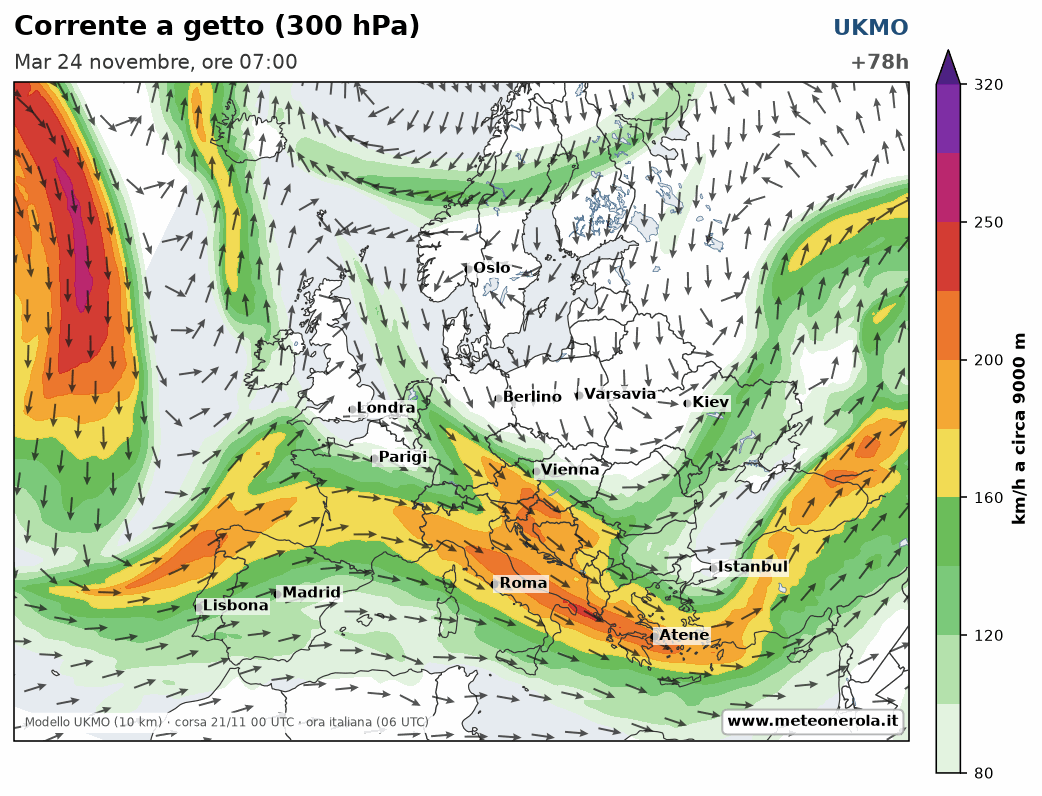 Corrente a getto (300 hPa)
UKMO
Mar 24 novembre, ore 07:00
+78h
320
250
200
160
120
80
km/h a circa 9000 m
Oslo
Londra
Berlino
Varsavia
Kiev
Parigi
Vienna
Istanbul
Roma
Madrid
Lisbona
Atene
Modello UKMO (10 km) · corsa 21/11 00 UTC · ora italiana (06 UTC)
www.meteonerola.it